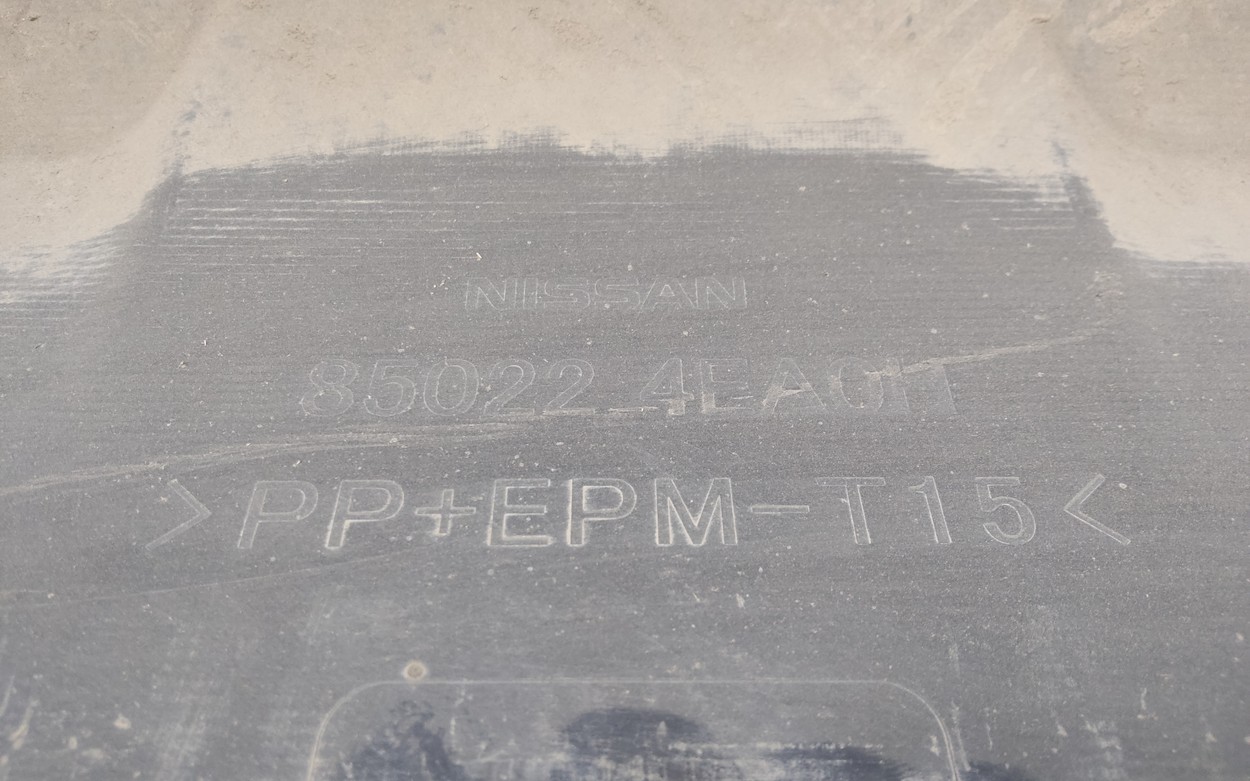 NISSAN
85022 4EA0H
>PP+EPM-T15<